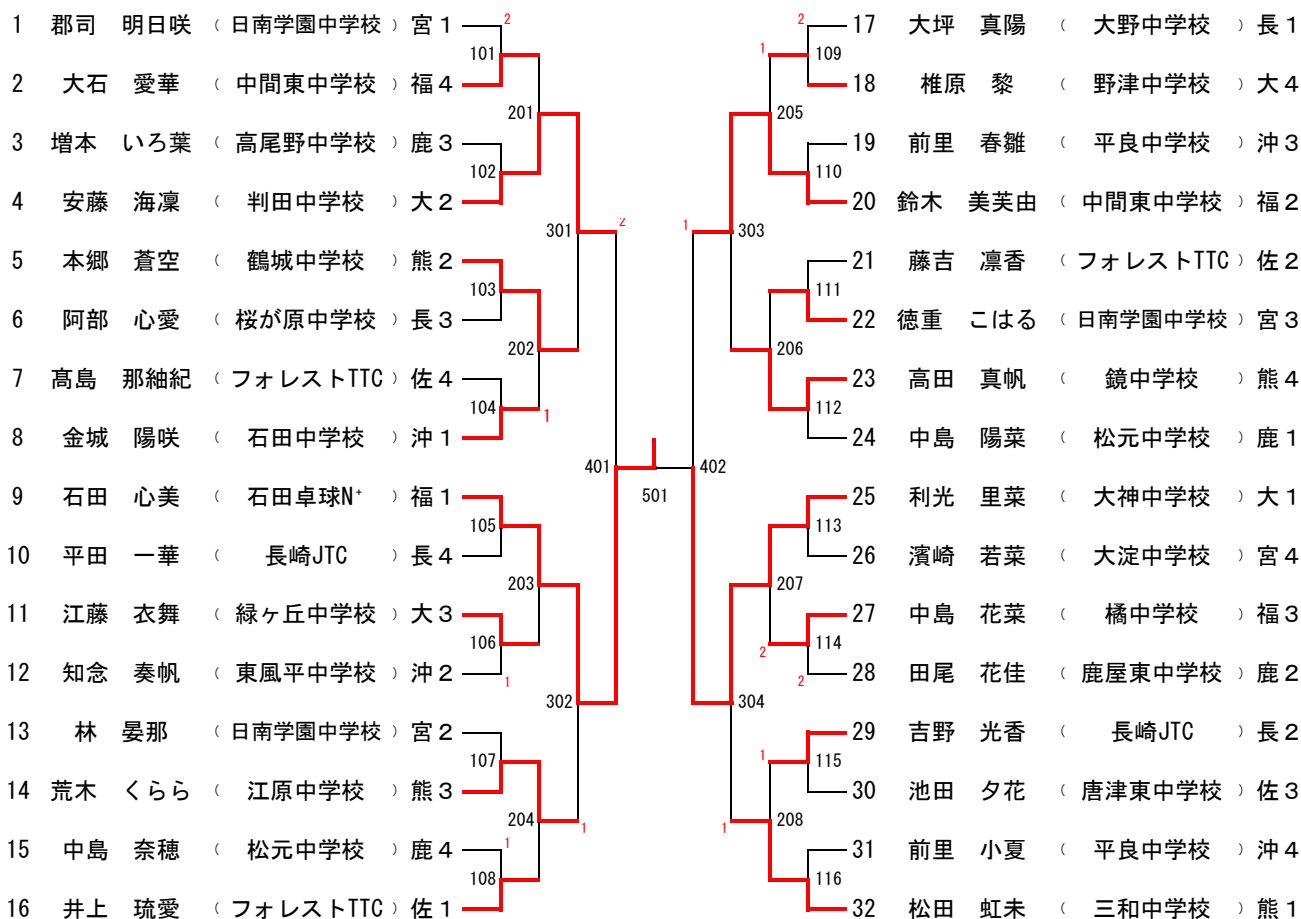 1 郡司 明日咲 ( 日南学園中学校 ) 宮 1
2 大石 愛華 ( 中間東中学校 ) 福 4
3 増本 いろ葉 ( 高尾野中学校 ) 鹿 3
4 安藤 海凜 ( 判田中学校 ) 大 2
5 本郷 蒼空 ( 鶴城中学校 ) 熊 2
6 阿部 心愛 ( 桜が原中学校 ) 長 3
7 髙島 那紬紀 ( フォレストTTC ) 佐 4
8 金城 陽咲 ( 石田中学校 ) 沖 1
9 石田 心美 ( 石田卓球N⁺ ) 福 1
10 平田 一華 ( 長崎JTC ) 長 4
11 江藤 衣舞 ( 緑ヶ丘中学校 ) 大 3
12 知念 奏帆 ( 東風平中学校 ) 沖 2
13 林 晏那 ( 日南学園中学校 ) 宮 2
14 荒木 くらら ( 江原中学校 ) 熊 3
15 中島 奈穂 ( 松元中学校 ) 鹿 4
16 井上 琉愛 ( フォレストTTC ) 佐 1
2
101
201
102
301
2
103
202
104
1
401
105
203
106
1
302
107
204
1
1
108
501
2
1
109
205
110
1
303
111
206
112
402
113
207
114
2
2
304
1
115
1
208
116
17 大坪 真陽 ( 大野中学校 ) 長 1
18 椎原 黎 ( 野津中学校 ) 大 4
19 前里 春雛 ( 平良中学校 ) 沖 3
20 鈴木 美芙由 ( 中間東中学校 ) 福 2
21 藤吉 凛香 ( フォレストTTC ) 佐 2
22 徳重 こはる ( 日南学園中学校 ) 宮 3
23 高田 真帆 ( 鏡中学校 ) 熊 4
24 中島 陽菜 ( 松元中学校 ) 鹿 1
25 利光 里菜 ( 大神中学校 ) 大 1
26 濱崎 若菜 ( 大淀中学校 ) 宮 4
27 中島 花菜 ( 橘中学校 ) 福 3
28 田尾 花佳 ( 鹿屋東中学校 ) 鹿 2
29 吉野 光香 ( 長崎JTC ) 長 2
30 池田 夕花 ( 唐津東中学校 ) 佐 3
31 前里 小夏 ( 平良中学校 ) 沖 4
32 松田 虹未 ( 三和中学校 ) 熊 1